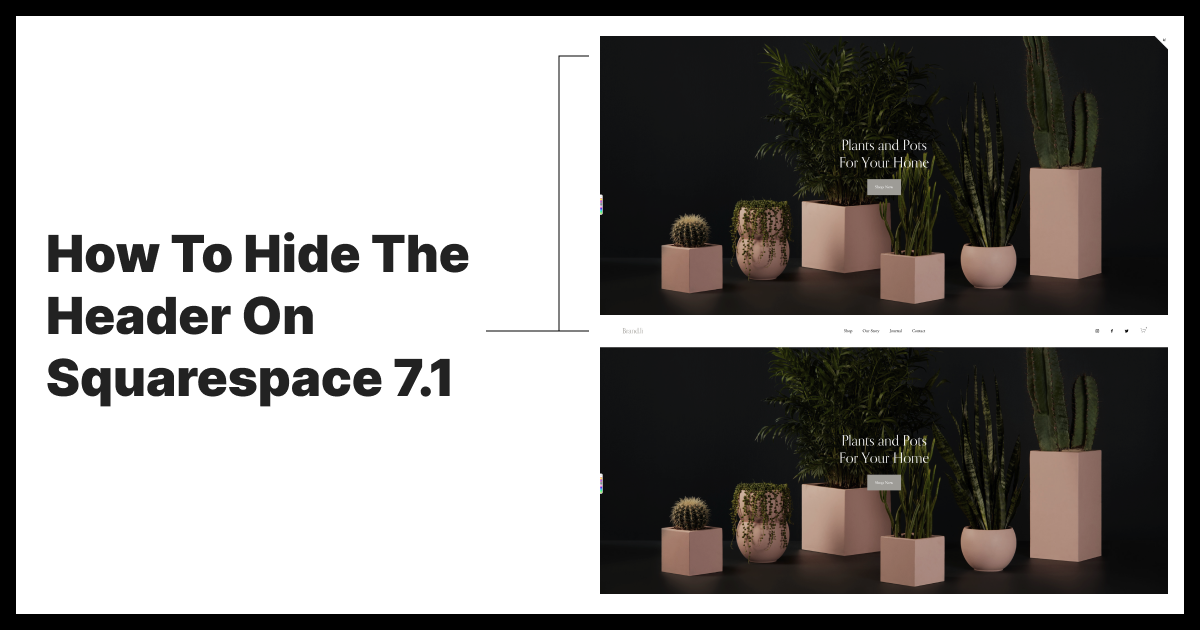 How To Hide The
Header On
Squarespace 7.1
Plants and Pots
For Your Home
Shop Now
Shop Our Story Journal Contact
Plants and Pots
For Your Home
Shop Now